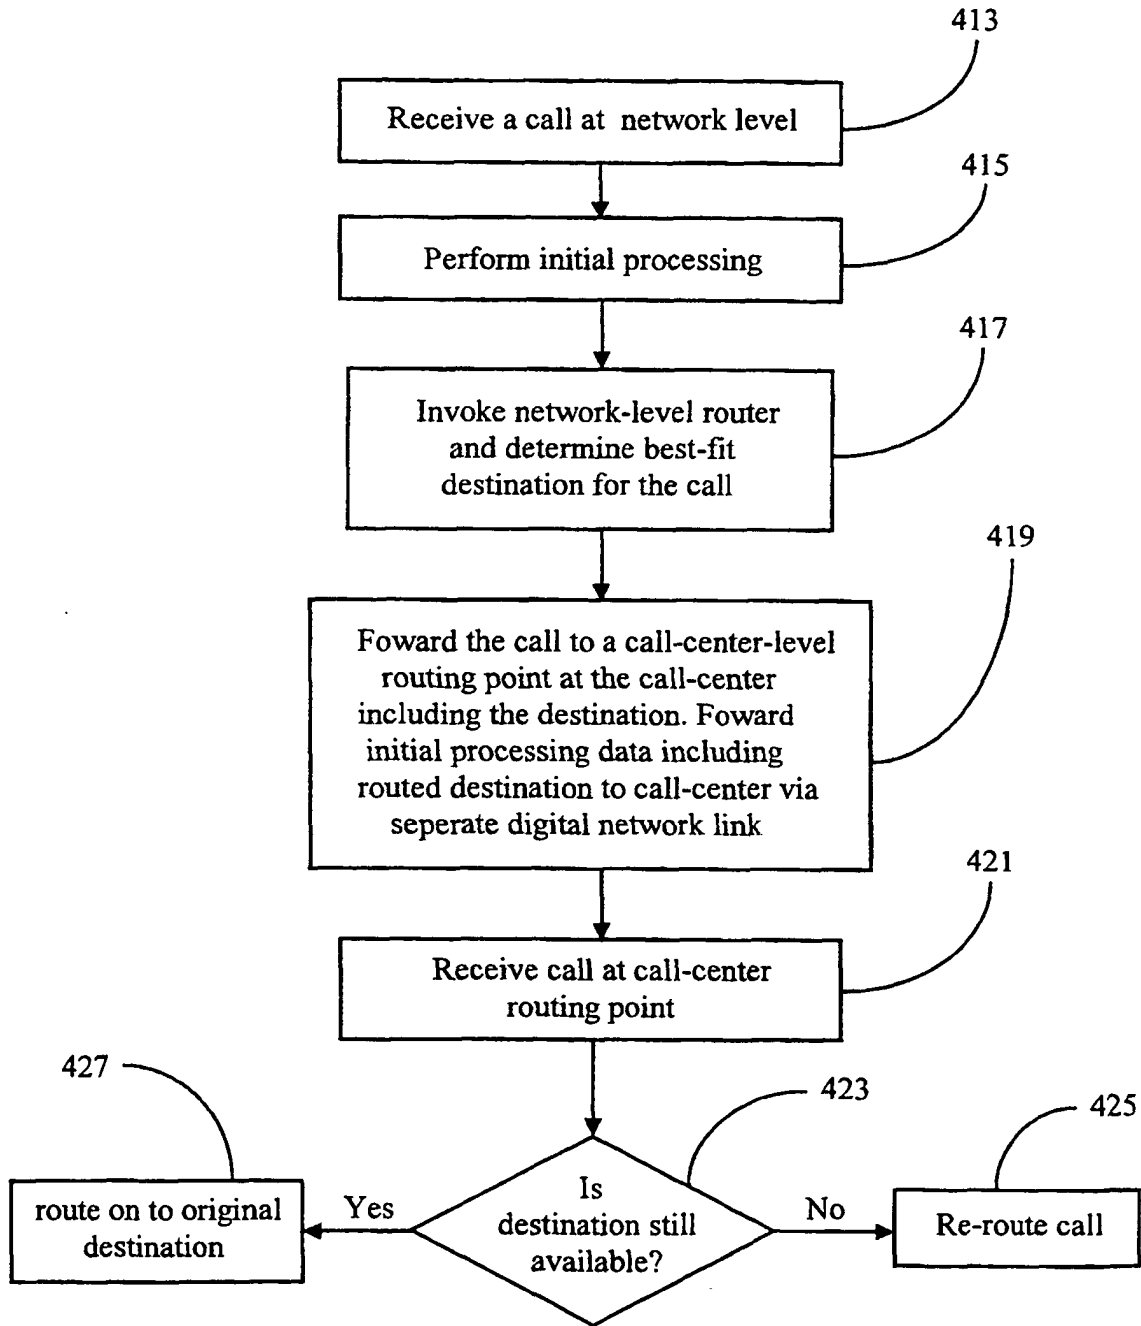 413
Receive a call at network level
415
Perform initial processing
417
Invoke network-level router
and determine best-fit
destination for the call
419
Foward the call to a call-center-level
routing point at the call-center
including the destination. Foward
initial processing data including
routed destination to call-center via
seperate digital network link
421
Receive call at call-center
routing point
427
423
425
route on to original
destination
Yes
Is
destination still
available?
No
Re-route call